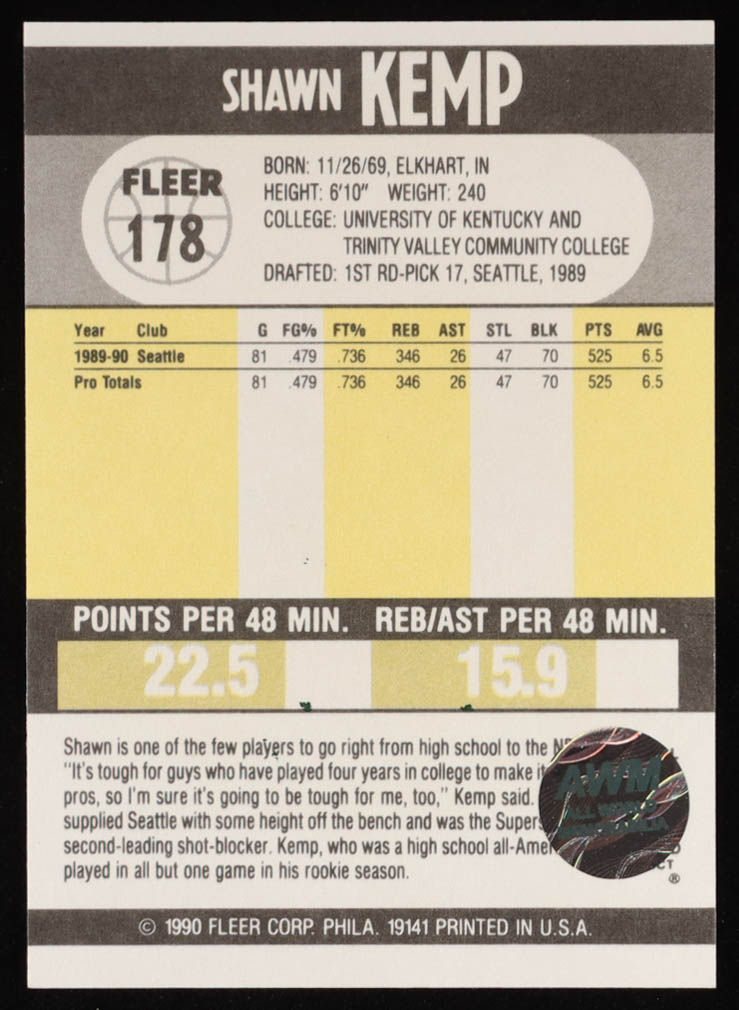 SHAWN KEMP
FLEER
178
BORN: 11/26/69, ELKHART, IN
HEIGHT: 6'10" WEIGHT: 240
COLLEGE: UNIVERSITY OF KENTUCKY AND
TRINITY VALLEY COMMUNITY COLLEGE
DRAFTED: 1ST RD-PICK 17, SEATTLE, 1989
Year Club G FG% FT% REB AST STL BLK PTS AVG
1989-90 Seattle 81 .479 .736 346 26 47 70 525 6.5
Pro Totals 81 .479 .736 346 26 47 70 525 6.5
POINTS PER 48 MIN. REB/AST PER 48 MIN.
22.5 15.9
Shawn is one of the few players to go right from high school to the
"It's tough for guys who have played four years in college to make it
pros, so I'm sure it's going to be tough for me, too," Kemp said.
supplied Seattle with some height off the bench and was the
second-leading shot-blocker. Kemp, who was a high school
played in all but one game in his rookie season.
AWM
ALL WORLD
MEMORABILIA
®
© 1990 FLEER CORP. PHILA. 19141 PRINTED IN U.S.A.